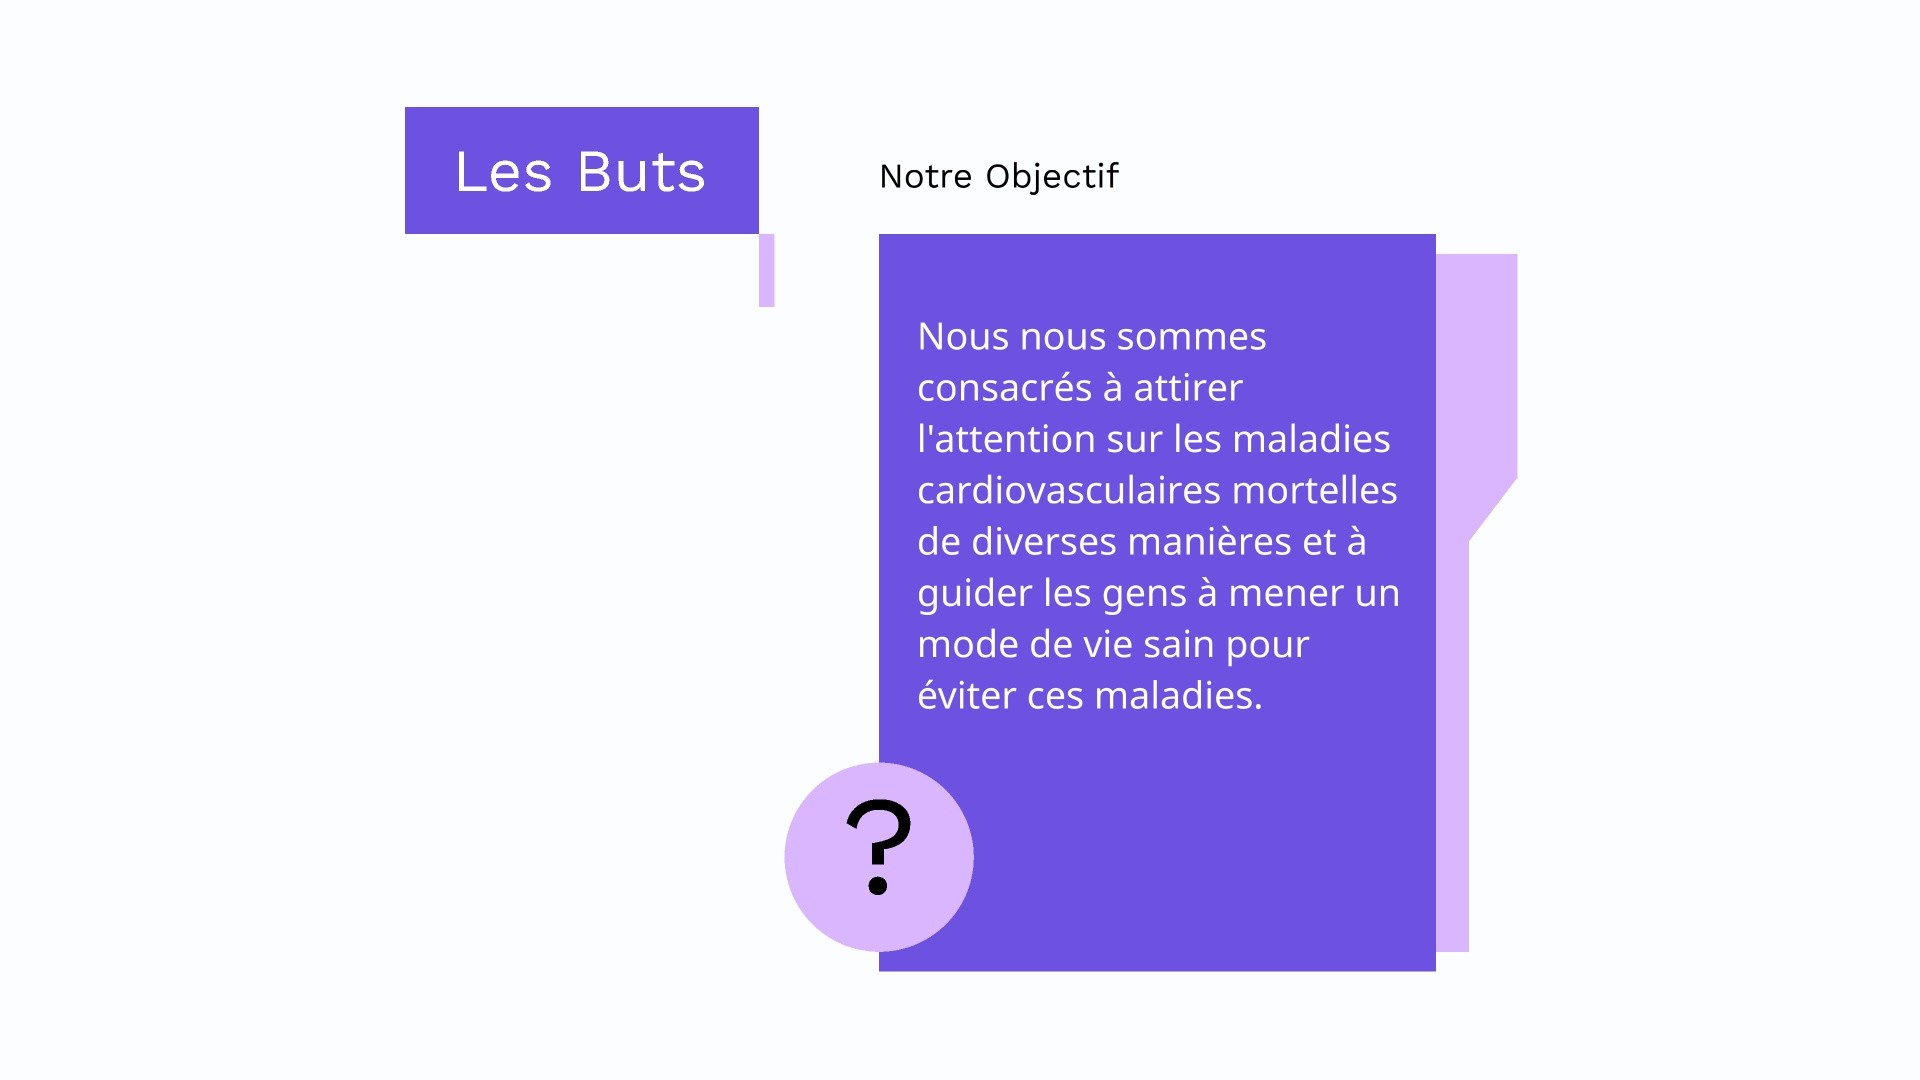 Les Buts
Notre Objectif
Nous nous sommes
consacrés à attirer
l'attention sur les maladies
cardiovasculaires mortelles
de diverses manières et à
guider les gens à mener un
mode de vie sain pour
éviter ces maladies.
?